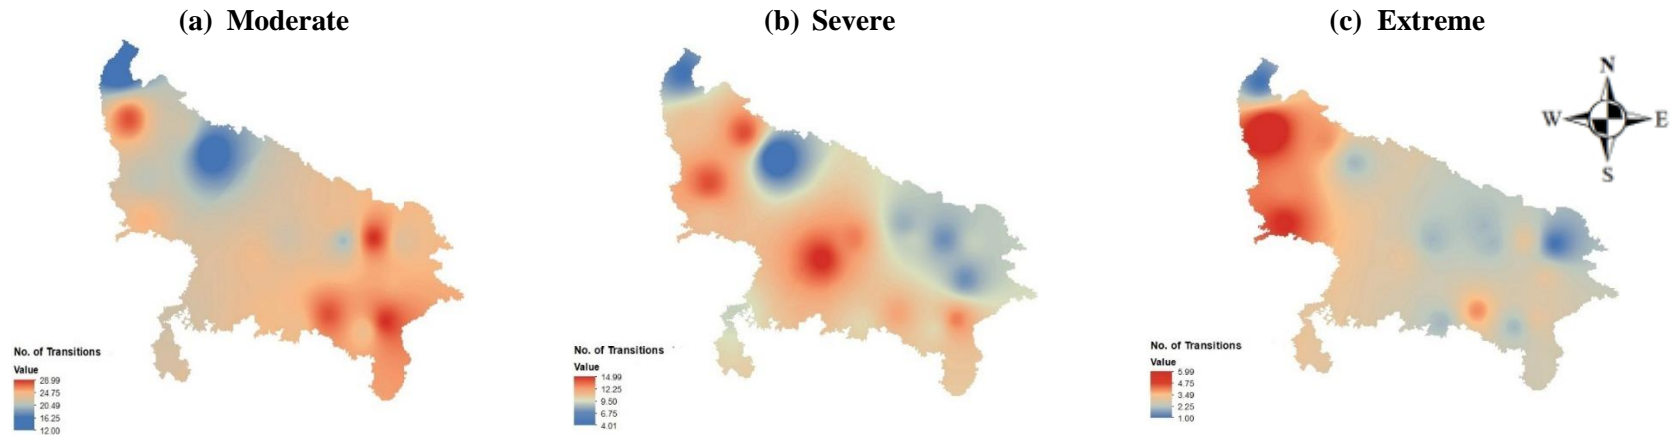 (a) Moderate
(b) Severe
(c) Extreme
N
W
E
S
No. of Transitions
Value
28.99
24.75
20.49
16.25
12.00
No. of Transitions
Value
14.99
12.25
9.50
6.75
4.01
No. of Transitions
Value
5.99
4.75
3.49
2.25
1.00